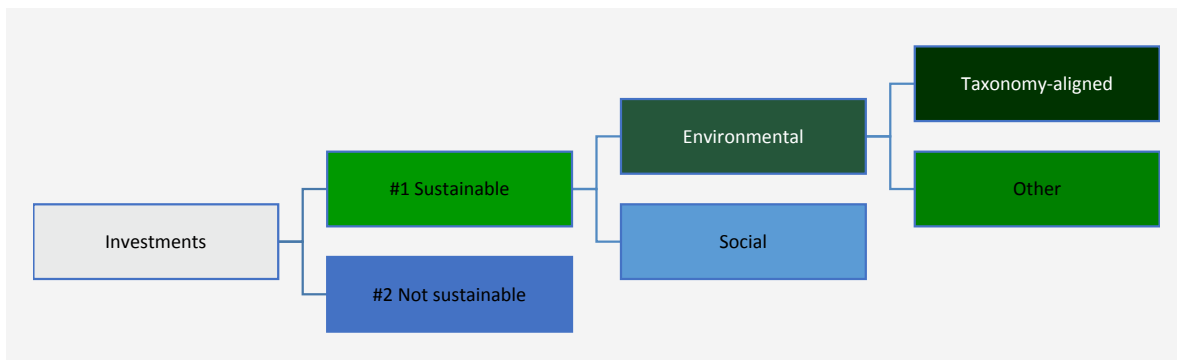 Investments
#1 Sustainable
#2 Not sustainable
Environmental
Social
Taxonomy-aligned
Other